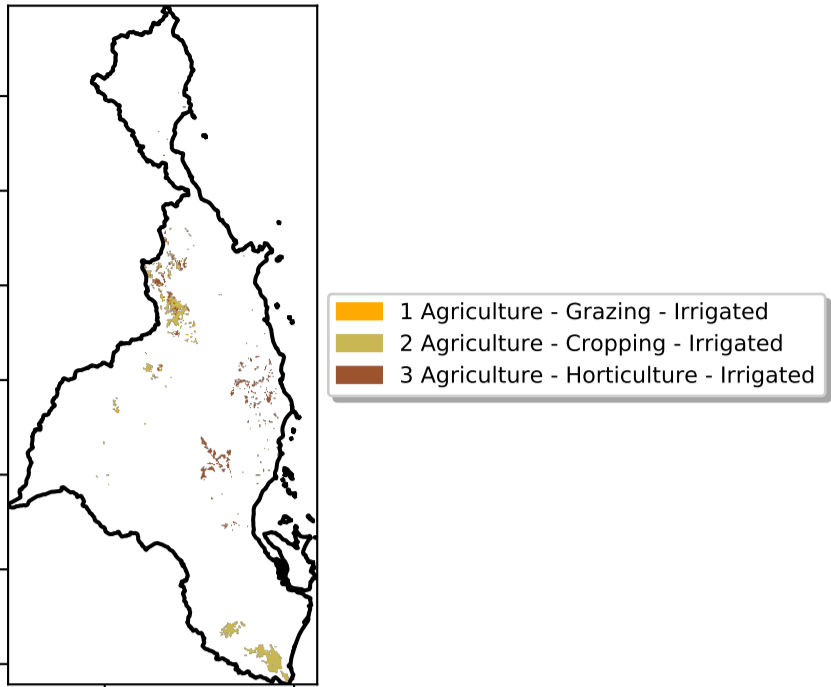 1 Agriculture - Grazing - Irrigated
2 Agriculture - Cropping - Irrigated
3 Agriculture - Horticulture - Irrigated